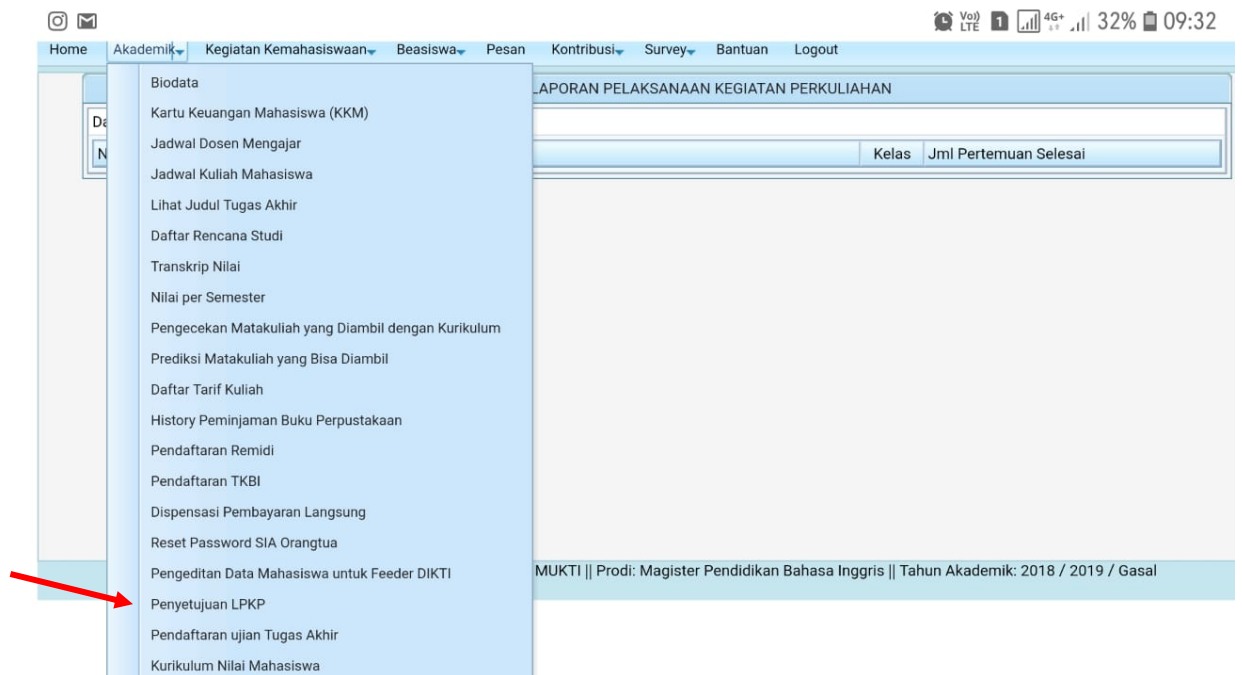 Vo)) LTE 1 4G+ 32% 09:32
Home Akademik Kegiatan Kemahasiswaan Beasiswa Pesan Kontribusi Survey Bantuan Logout
LAPORAN PELAKSANAAN KEGIATAN PERKULIAHAN
Kelas Jml Pertemuan Selesai
Biodata
Kartu Keuangan Mahasiswa (KKM)
Jadwal Dosen Mengajar
Jadwal Kuliah Mahasiswa
Lihat Judul Tugas Akhir
Daftar Rencana Studi
Transkrip Nilai
Nilai per Semester
Pengecekan Matakuliah yang Diambil dengan Kurikulum
Prediksi Matakuliah yang Bisa Diambil
Daftar Tarif Kuliah
History Peminjaman Buku Perpustakaan
Pendaftaran Remidi
Pendaftaran TKBI
Dispensasi Pembayaran Langsung
Reset Password SIA Orangtua
Pengeditan Data Mahasiswa untuk Feeder DIKTI
Penyetujuan LPKP
Pendaftaran ujian Tugas Akhir
Kurikulum Nilai Mahasiswa
MUKTI || Prodi: Magister Pendidikan Bahasa Inggris || Tahun Akademik: 2018 / 2019 / Gasal